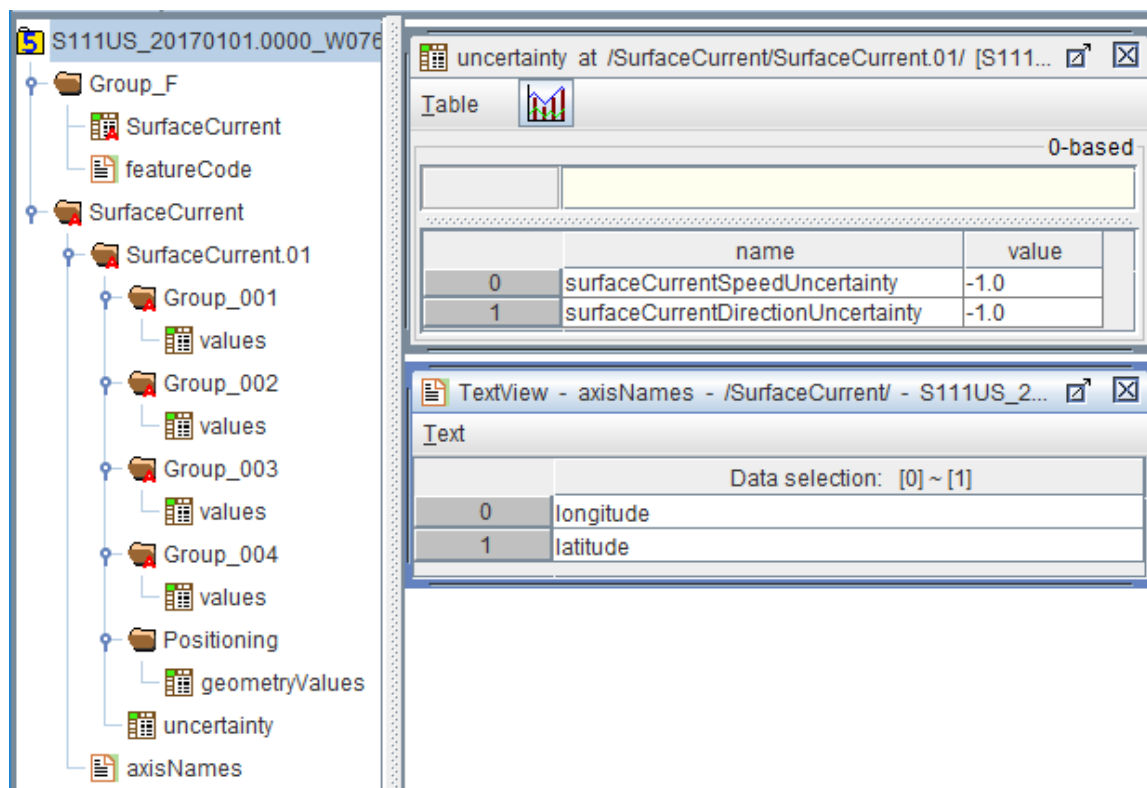 S111US_20170101.0000_W076
Group_F
SurfaceCurrent
featureCode
SurfaceCurrent
SurfaceCurrent.01
Group_001
values
Group_002
values
Group_003
values
Group_004
values
Positioning
geometryValues
uncertainty
axisNames
uncertainty at /SurfaceCurrent/SurfaceCurrent.01/ [S111...
Table
0-based
name value
0 surfaceCurrentSpeedUncertainty -1.0
1 surfaceCurrentDirectionUncertainty -1.0
TextView - axisNames - /SurfaceCurrent/ - S111US_2...
Text
Data selection: [0] ~ [1]
0 longitude
1 latitude